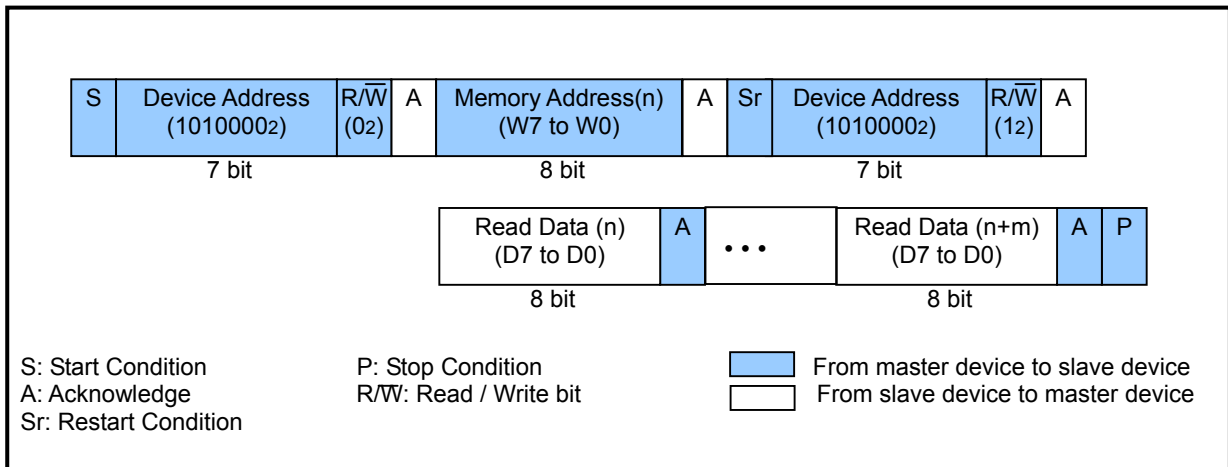 S Device Address R/W̅ A Memory Address(n) A Sr Device Address R/W̅ A
(1010000₂) (0₂) (W7 to W0) (1010000₂) (1₂)
7 bit 8 bit 7 bit
Read Data (n) A • • • Read Data (n+m) A P
(D7 to D0) (D7 to D0)
8 bit 8 bit
S: Start Condition P: Stop Condition From master device to slave device
A: Acknowledge R/W̅: Read / Write bit From slave device to master device
Sr: Restart Condition